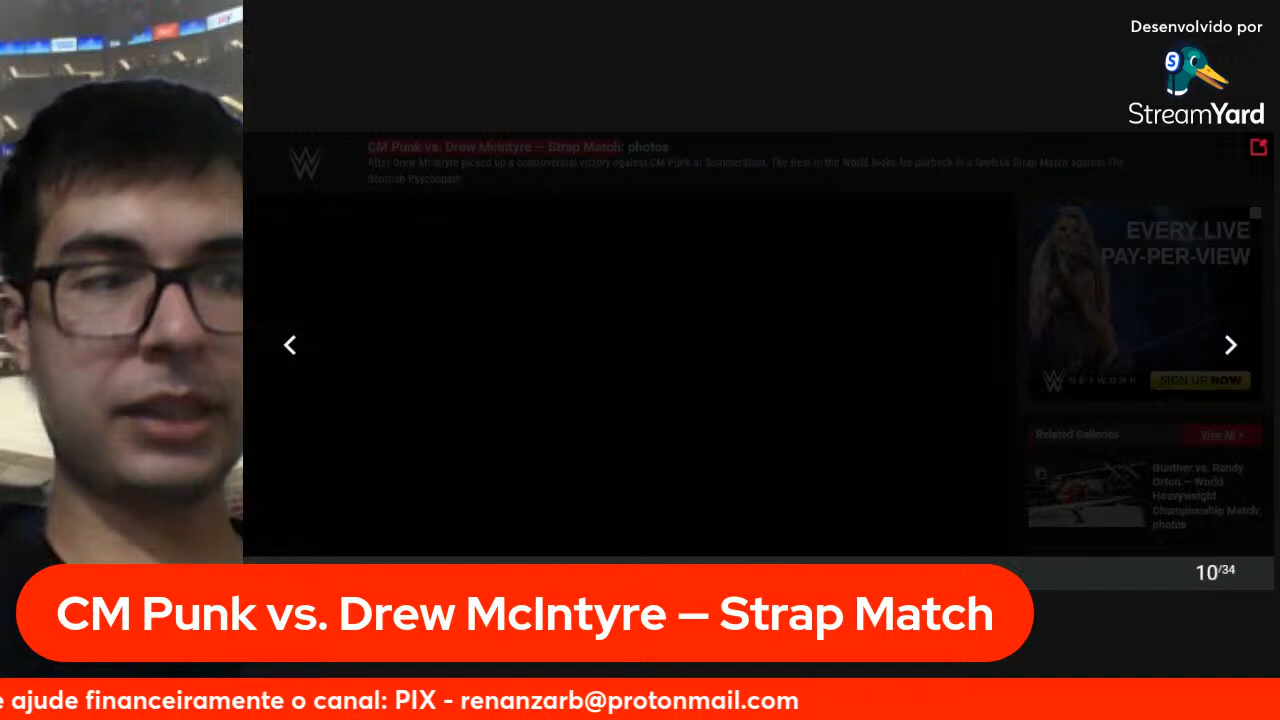 Desenvolvido por
StreamYard
CM Punk vs. Drew McIntyre — Strap Match: photos
After Drew McIntyre picked up a controversial victory against CM Punk at SummerSlam, The Best in the World looks for payback in a lawless Strap Match against The
Scottish Psychopath
EVERY LIVE
PAY-PER-VIEW
NETWORK
SIGN UP NOW
Related Galleries
View All >
Gunther vs. Randy
Orton — World
Heavyweight
Championship Match:
photos
10/34
CM Punk vs. Drew McIntyre — Strap Match
e ajude financeiramente o canal: PIX - renanzarb@protonmail.com